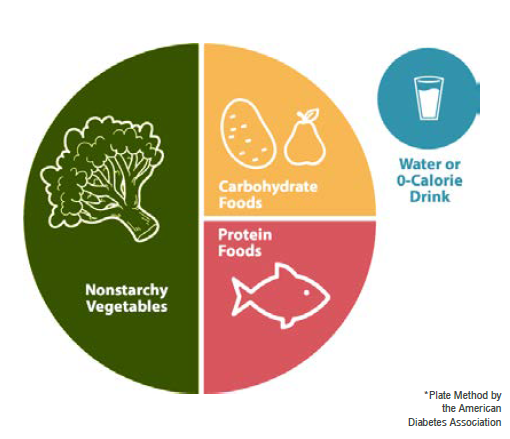 Nonstarchy
Vegetables
Carbohydrate
Foods
Protein
Foods
Water or
0-Calorie
Drink
*Plate Method by
the American
Diabetes Association